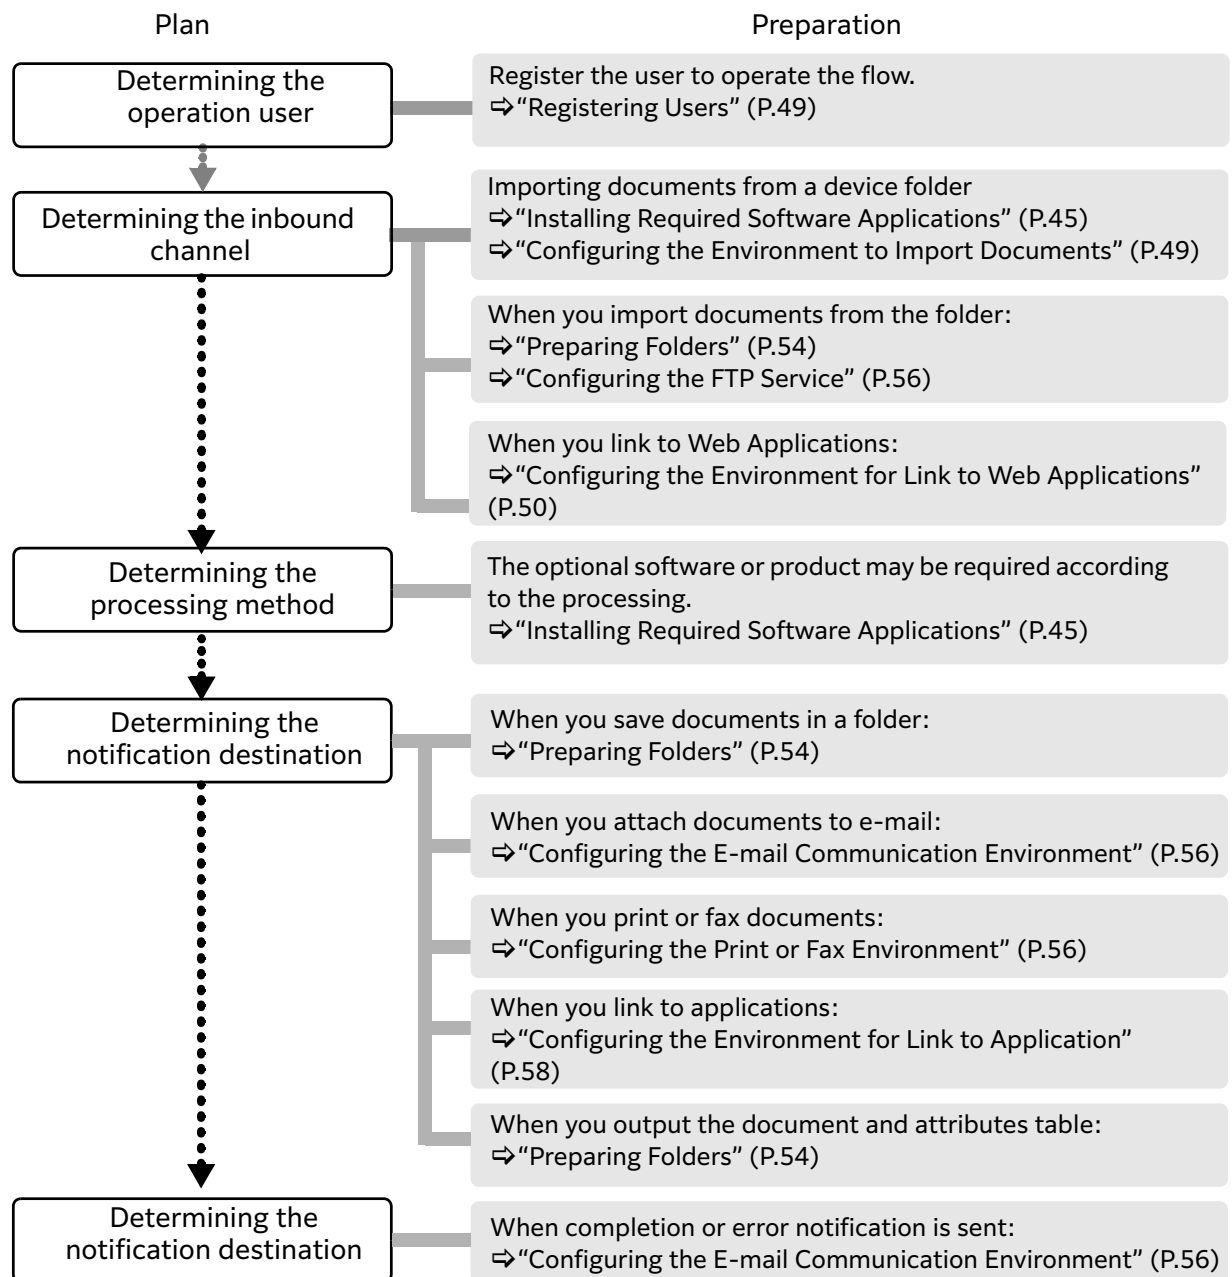 Plan
Preparation
Determining the
operation user
Register the user to operate the flow.
⇨“Registering Users” (P.49)
Determining the inbound
channel
Importing documents from a device folder
⇨“Installing Required Software Applications” (P.45)
⇨“Configuring the Environment to Import Documents” (P.49)
When you import documents from the folder:
⇨“Preparing Folders” (P.54)
⇨“Configuring the FTP Service” (P.56)
When you link to Web Applications:
⇨“Configuring the Environment for Link to Web Applications”
(P.50)
Determining the
processing method
The optional software or product may be required according
to the processing.
⇨“Installing Required Software Applications” (P.45)
Determining the
notification destination
When you save documents in a folder:
⇨“Preparing Folders” (P.54)
When you attach documents to e-mail:
⇨“Configuring the E-mail Communication Environment” (P.56)
When you print or fax documents:
⇨“Configuring the Print or Fax Environment” (P.56)
When you link to applications:
⇨“Configuring the Environment for Link to Application”
(P.58)
When you output the document and attributes table:
⇨“Preparing Folders” (P.54)
Determining the
notification destination
When completion or error notification is sent:
⇨“Configuring the E-mail Communication Environment” (P.56)